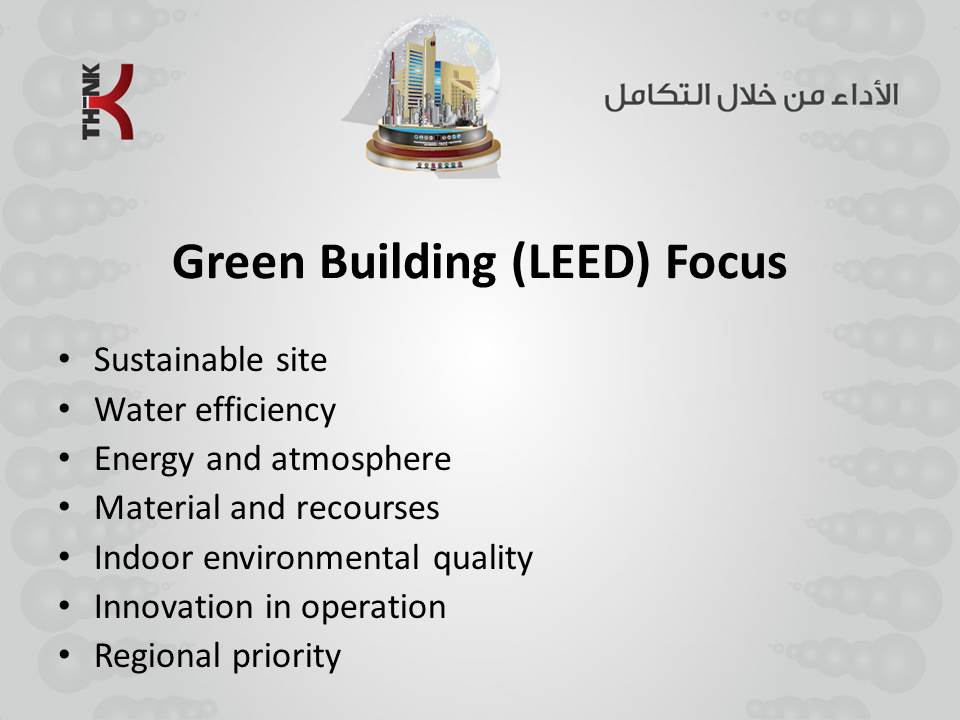 THINK
الأداء من خلال التكامل
Green Building (LEED) Focus
• Sustainable site
• Water efficiency
• Energy and atmosphere
• Material and recourses
• Indoor environmental quality
• Innovation in operation
• Regional priority